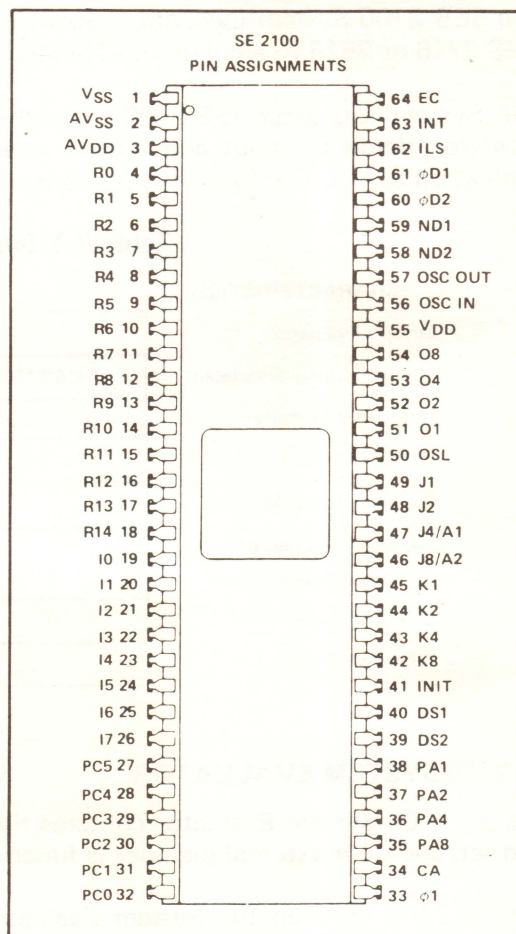 SE 2100
PIN ASSIGNMENTS
VSS 1
AVSS 2
AVDD 3
R0 4
R1 5
R2 6
R3 7
R4 8
R5 9
R6 10
R7 11
R8 12
R9 13
R10 14
R11 15
R12 16
R13 17
R14 18
I0 19
I1 20
I2 21
I3 22
I4 23
I5 24
I6 25
I7 26
PC5 27
PC4 28
PC3 29
PC2 30
PC1 31
PC0 32
64 EC
63 INT
62 ILS
61 ϕD1
60 ϕD2
59 ND1
58 ND2
57 OSC OUT
56 OSC IN
55 VDD
54 O8
53 O4
52 O2
51 O1
50 OSL
49 J1
48 J2
47 J4/A1
46 J8/A2
45 K1
44 K2
43 K4
42 K8
41 INIT
40 DS1
39 DS2
38 PA1
37 PA2
36 PA4
35 PA8
34 CA
33 ϕ1